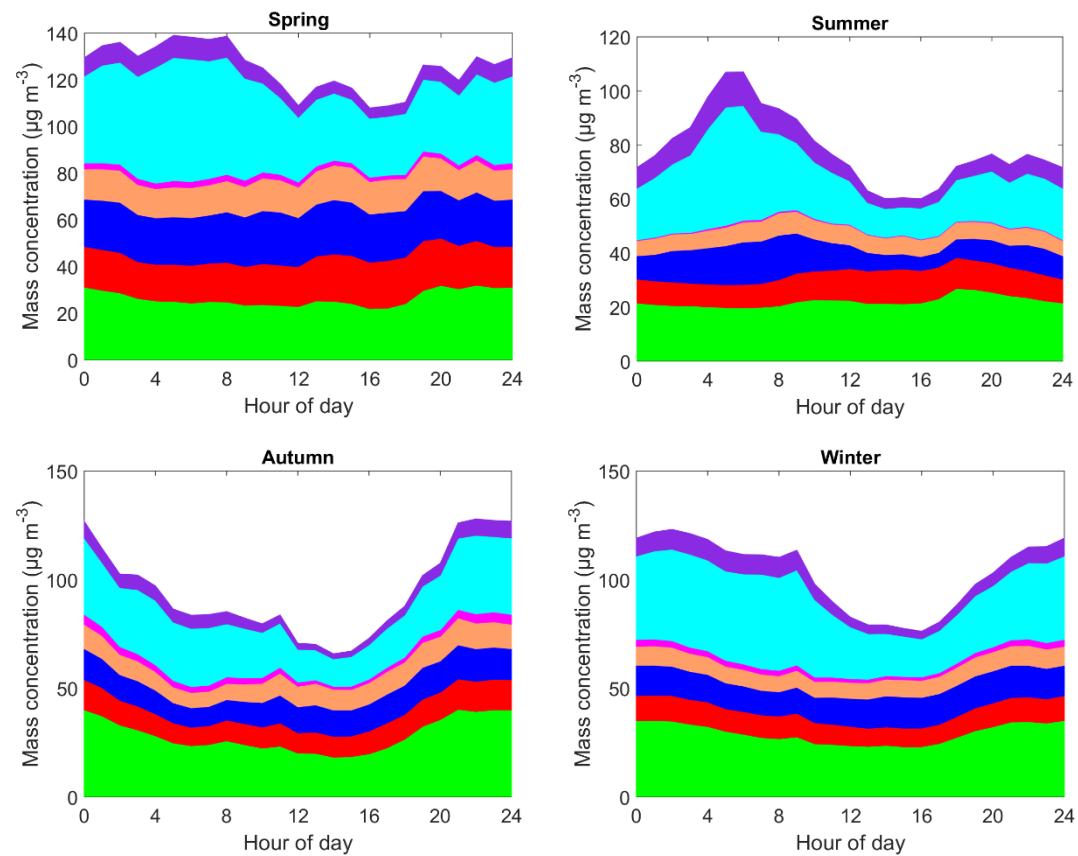 Spring
Mass concentration (µg m⁻³)
140
120
100
80
60
40
20
0
0 4 8 12 16 20 24
Hour of day
Summer
Mass concentration (µg m⁻³)
120
100
80
60
40
20
0
0 4 8 12 16 20 24
Hour of day
Autumn
Mass concentration (µg m⁻³)
150
100
50
0
0 4 8 12 16 20 24
Hour of day
Winter
Mass concentration (µg m⁻³)
150
100
50
0
0 4 8 12 16 20 24
Hour of day